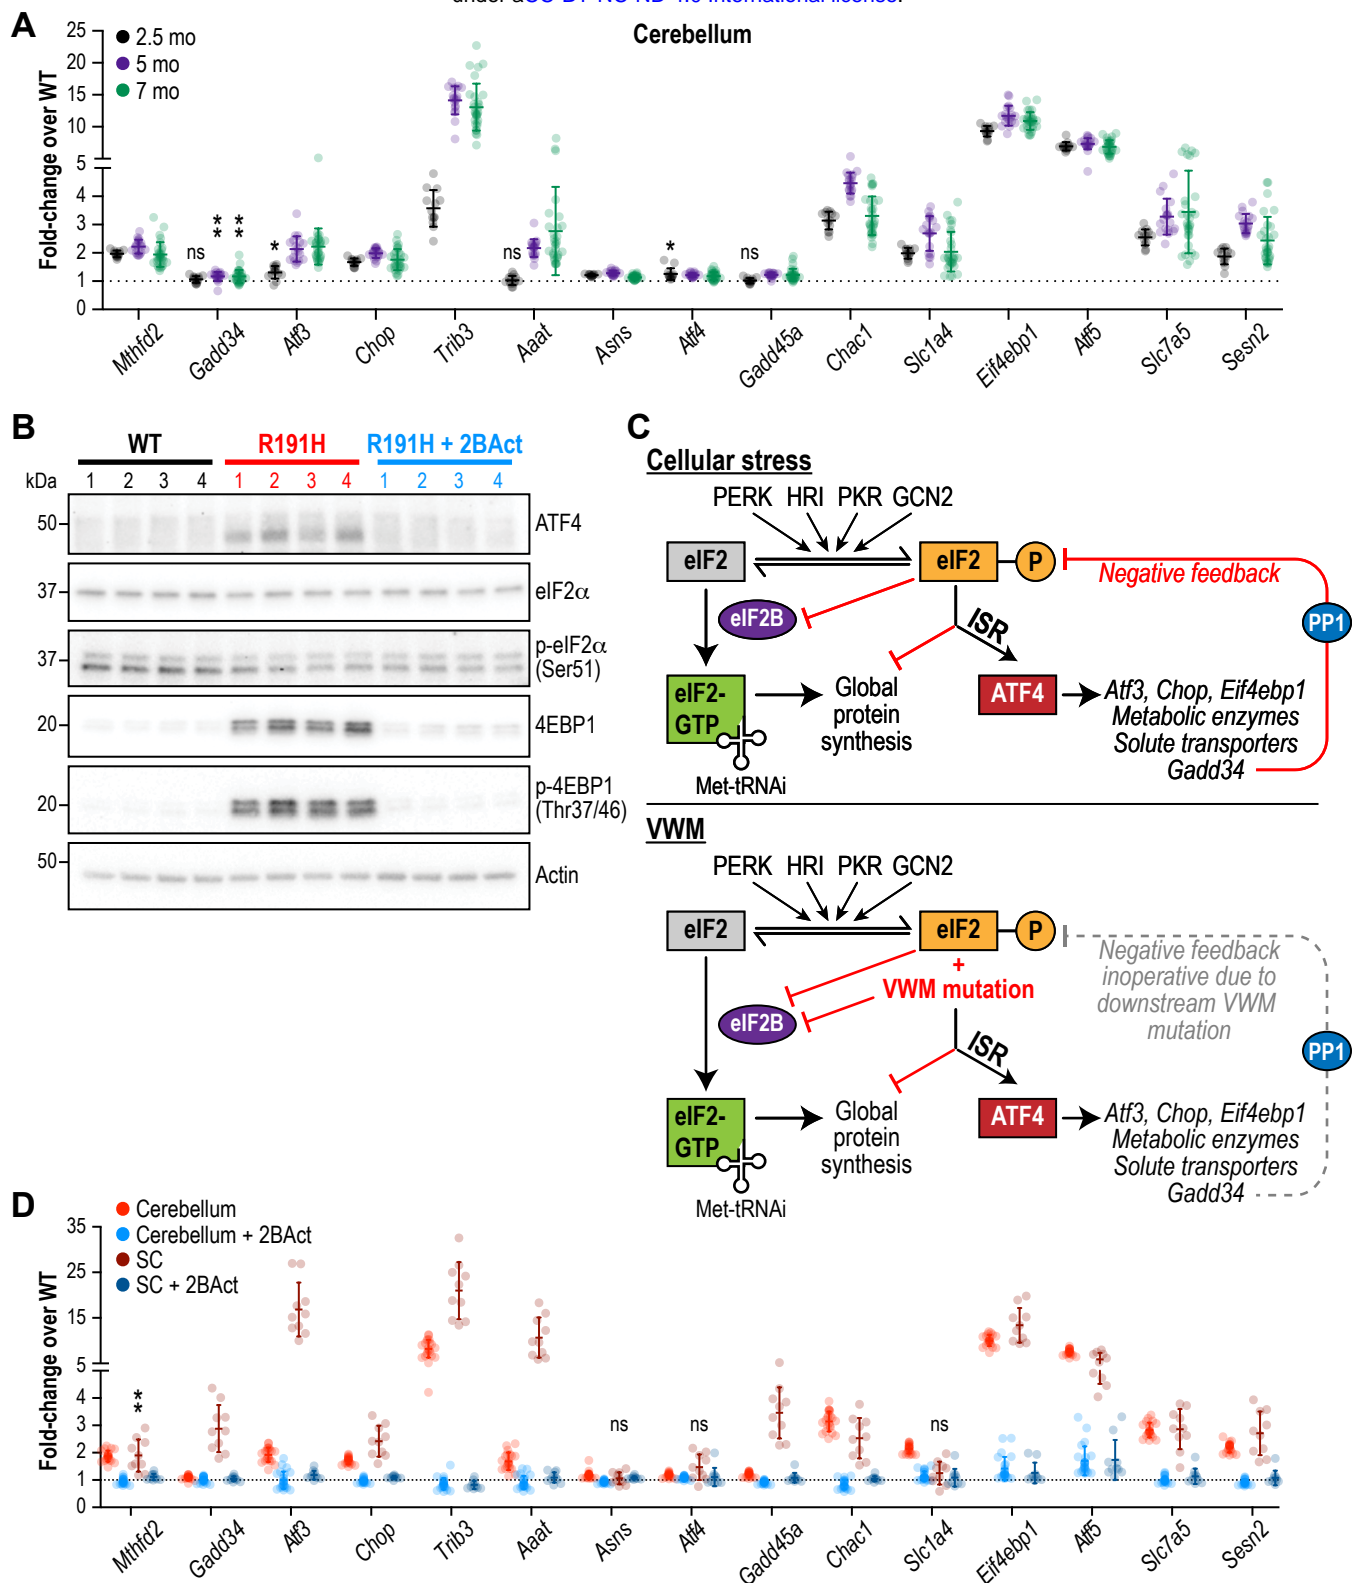 A
Cerebellum
2.5 mo
5 mo
7 mo
Fold-change over WT
25
20
15
10
5
4
3
2
1
0
ns
**
**
*
ns
*
ns
Mthfd2
Gadd34
Atf3
Chop
Trib3
Aaat
Asns
Atf4
Gadd45a
Chac1
Slc1a4
Eif4ebp1
Atf5
Slc7a5
Sesn2
B
WT
R191H
R191H + 2BAct
kDa
1 2 3 4 1 2 3 4 1 2 3 4
50
ATF4
37
eIF2α
37
p-eIF2α
(Ser51)
20
4EBP1
20
p-4EBP1
(Thr37/46)
50
Actin
C
Cellular stress
PERK HRI PKR GCN2
eIF2
eIF2
P
Negative feedback
eIF2B
ISR
PP1
eIF2-
GTP
Met-tRNAi
Global
protein
synthesis
ATF4
Atf3, Chop, Eif4ebp1
Metabolic enzymes
Solute transporters
Gadd34
VWM
PERK HRI PKR GCN2
eIF2
eIF2
P
+
VWM mutation
Negative feedback
inoperative due to
downstream VWM
mutation
eIF2B
ISR
PP1
eIF2-
GTP
Met-tRNAi
Global
protein
synthesis
ATF4
Atf3, Chop, Eif4ebp1
Metabolic enzymes
Solute transporters
Gadd34
D
Cerebellum
Cerebellum + 2BAct
SC
SC + 2BAct
Fold-change over WT
35
25
15
5
4
3
2
1
0
**
ns
ns
ns
Mthfd2
Gadd34
Atf3
Chop
Trib3
Aaat
Asns
Atf4
Gadd45a
Chac1
Slc1a4
Eif4ebp1
Atf5
Slc7a5
Sesn2